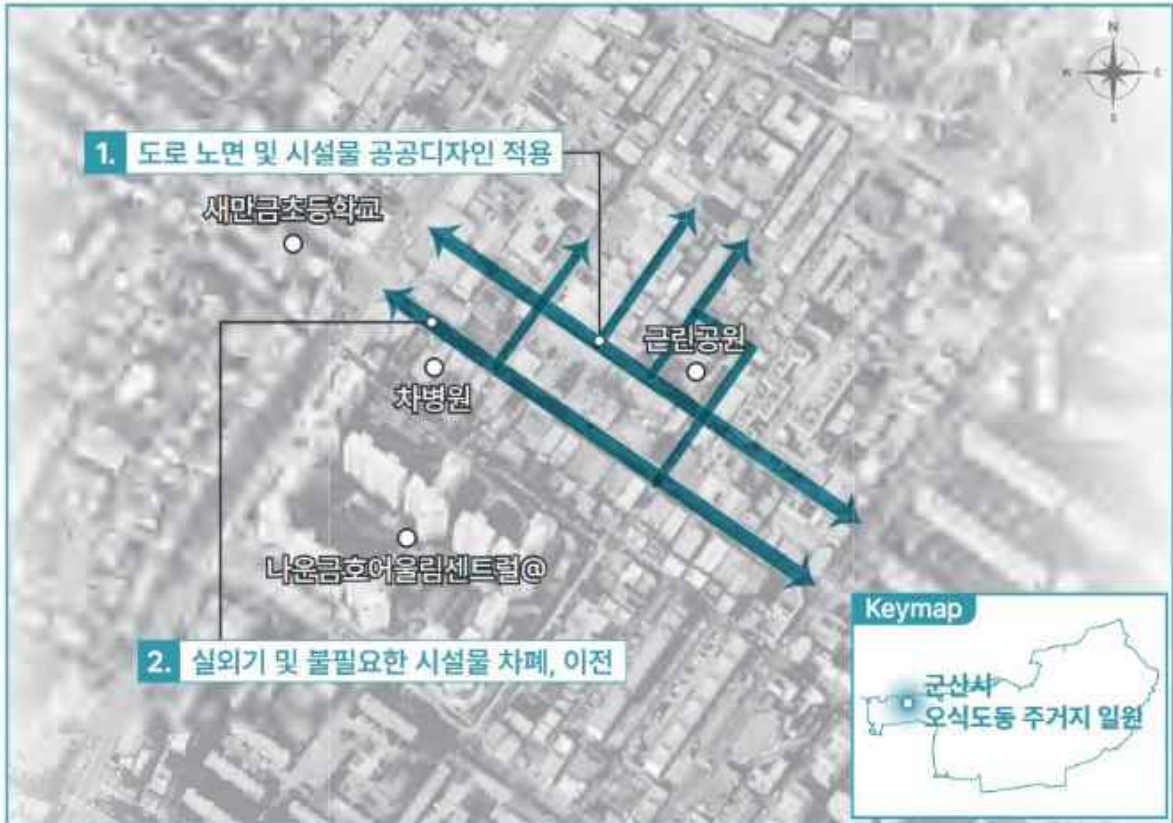 N
W
E
S
1. 도로 노면 및 시설물 공공디자인 적용
새만금초등학교
근린공원
차병원
나운금호어울림센트럴@
2. 실외기 및 불필요한 시설물 차폐, 이전
Keymap
군산시
오식도동 주거지 일원